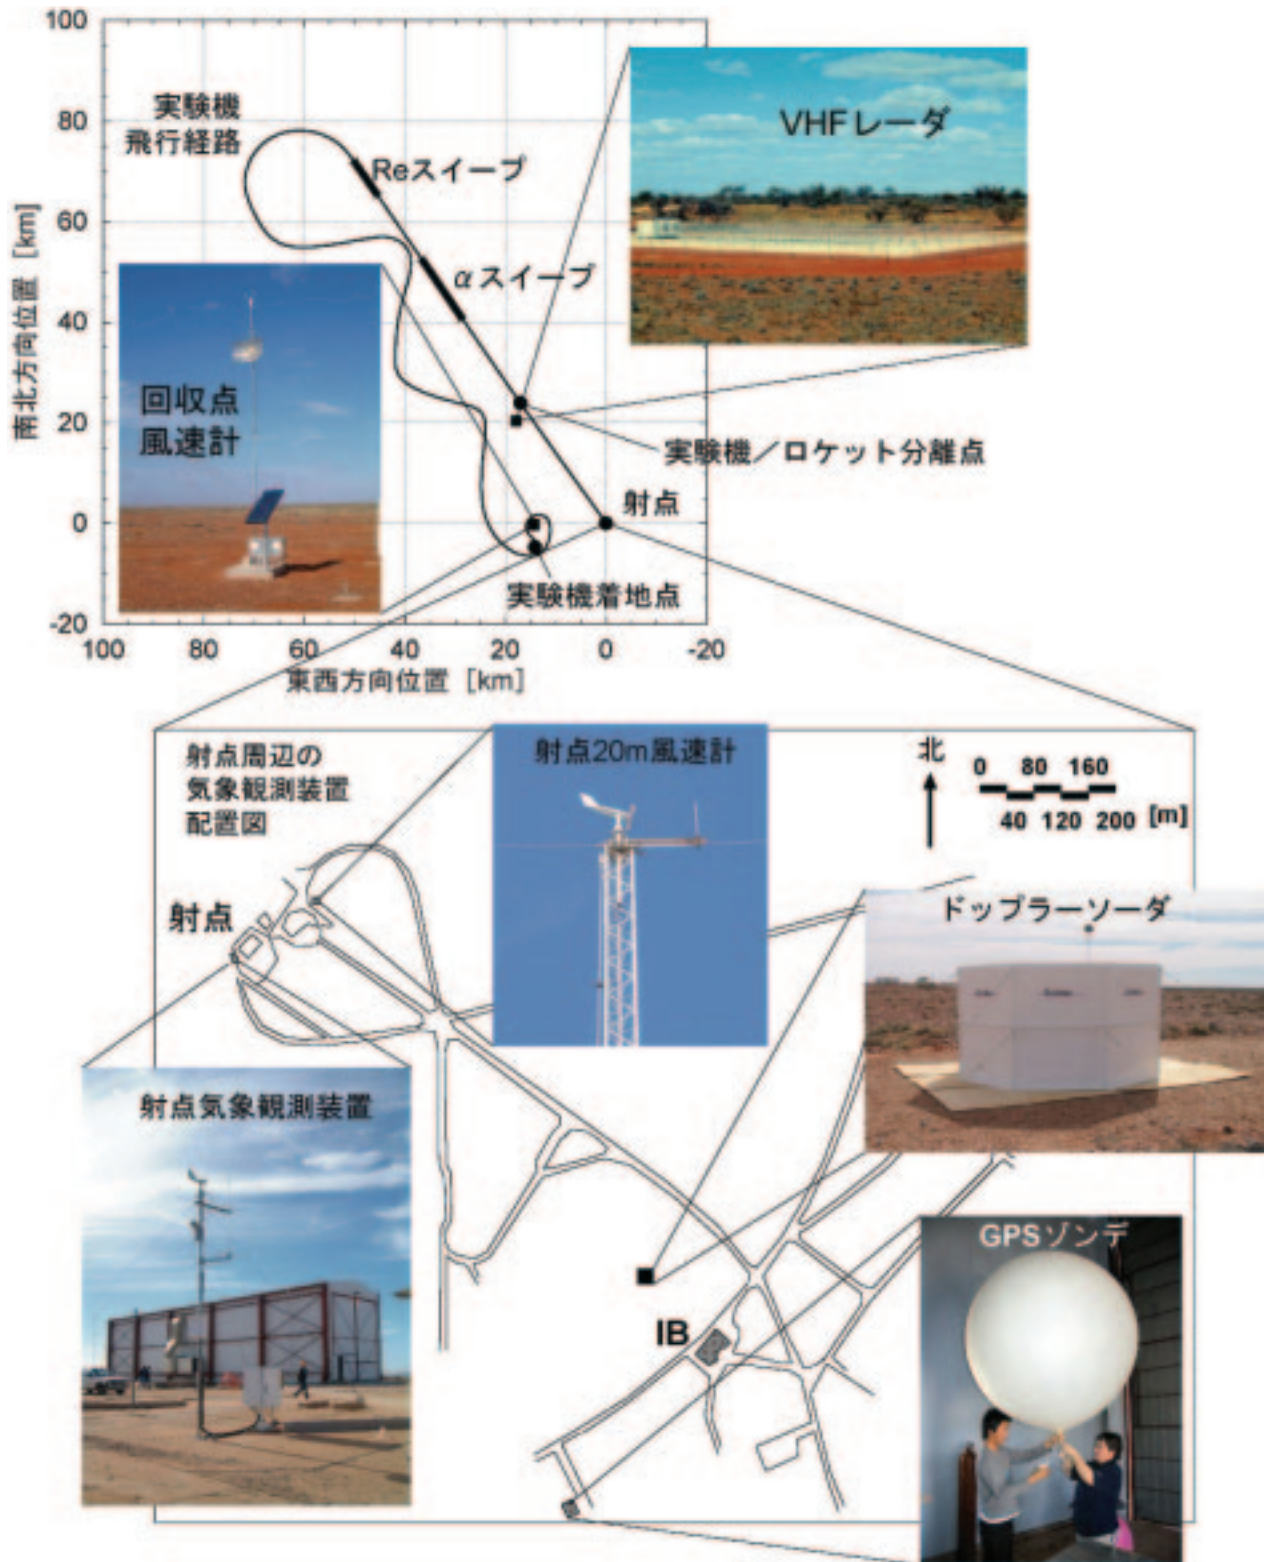 100
80
60
40
20
0
-20
南北方向位置 [km]
100
80
60
40
20
0
-20
東西方向位置 [km]
実験機
飛行経路
Reスイープ
αスイープ
VHFレーダ
回収点
風速計
実験機／ロケット分離点
射点
実験機着地点
射点周辺の
気象観測装置
配置図
射点20m風速計
北
0 80 160
40 120 200 [m]
射点
ドップラーソーダ
射点気象観測装置
GPSゾンデ
IB